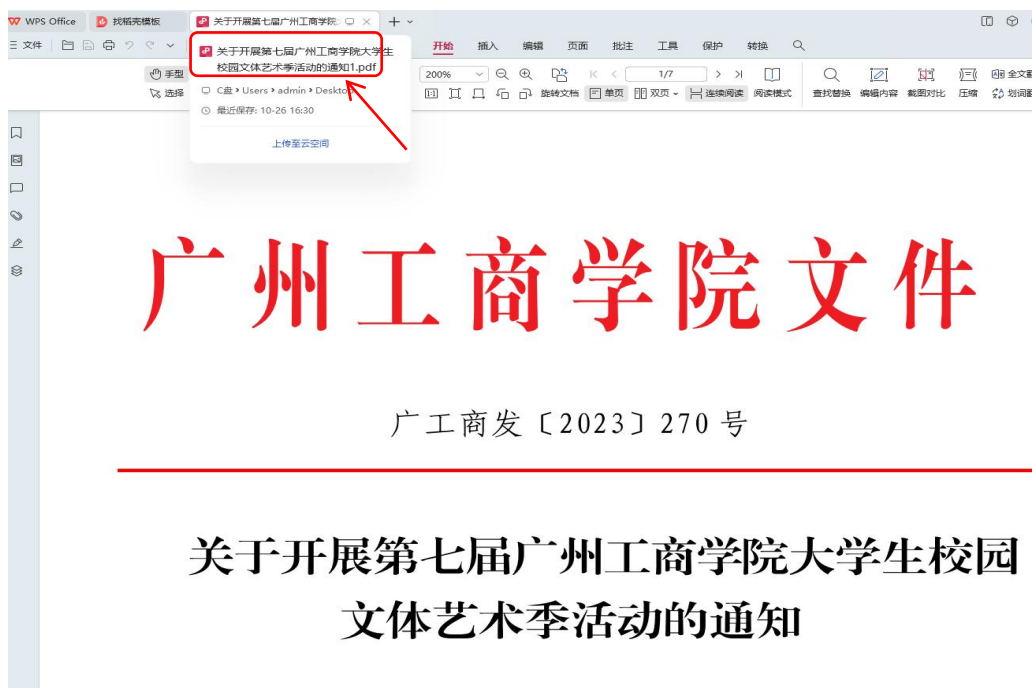 WPS Office 找稻壳模板 关于开展第七届广州工商学院
三 文件 开始 插入 编辑 页面 批注 工具 保护 转换
关于开展第七届广州工商学院大学生
校园文体艺术季活动的通知1.pdf
手型 200% 1/7
选择 C盘 › Users › admin › Desktop 旋转文档 单页 双页 连续阅读 阅读模式 查找替换 编辑内容 截图对比 压缩
最近保存: 10-26 16:30
上传至云空间
广州工商学院文件
广工商发〔2023〕270 号
关于开展第七届广州工商学院大学生校园
文体艺术季活动的通知